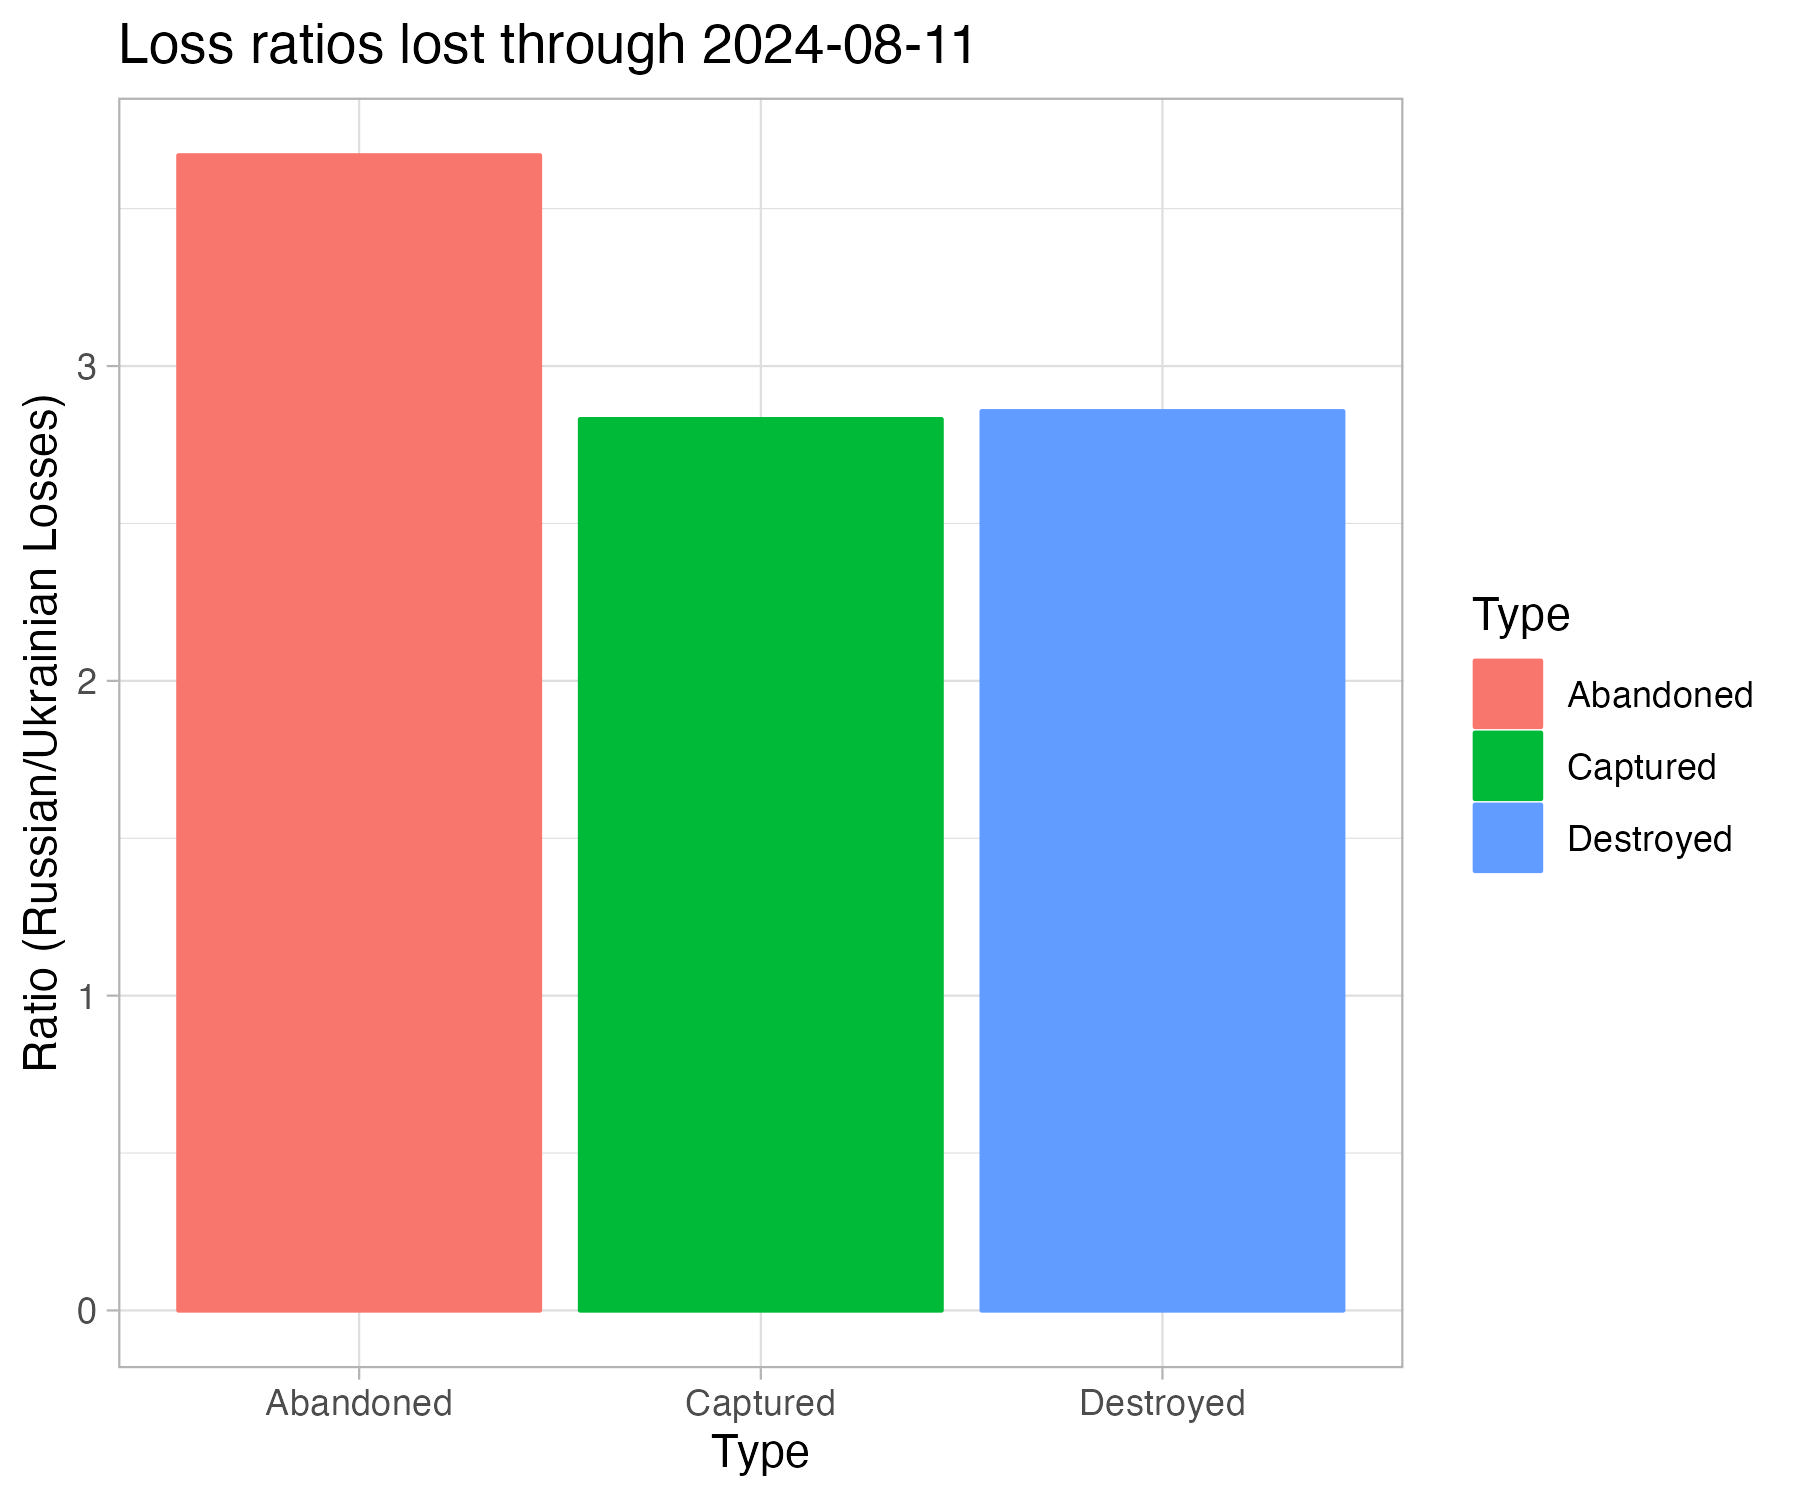 Loss ratios lost through 2024-08-11
Ratio (Russian/Ukrainian Losses)
3
2
1
0
Abandoned
Captured
Destroyed
Type
Type
Abandoned
Captured
Destroyed